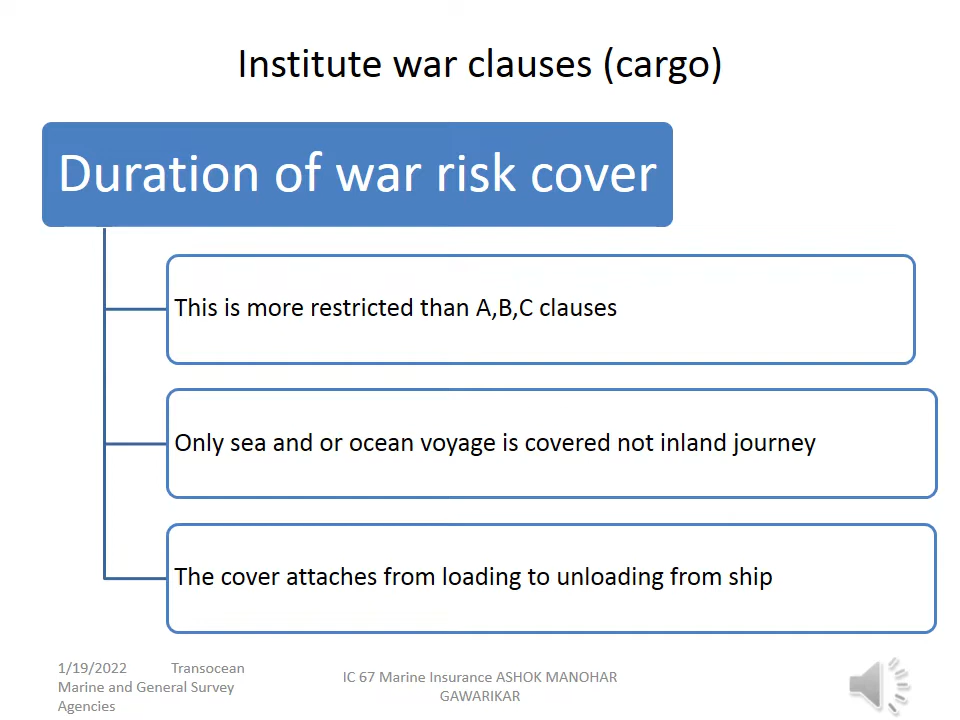 Institute war clauses (cargo)
Duration of war risk cover
This is more restricted than A,B,C clauses
Only sea and or ocean voyage is covered not inland journey
The cover attaches from loading to unloading from ship
1/19/2022 Transocean
Marine and General Survey
Agencies
IC 67 Marine Insurance ASHOK MANOHAR
GAWARIKAR